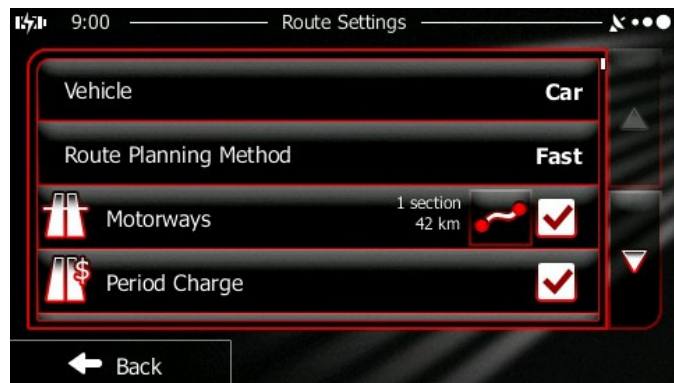 9:00 Route Settings
Vehicle Car
Route Planning Method Fast
Motorways 1 section
42 km
$ Period Charge
Back